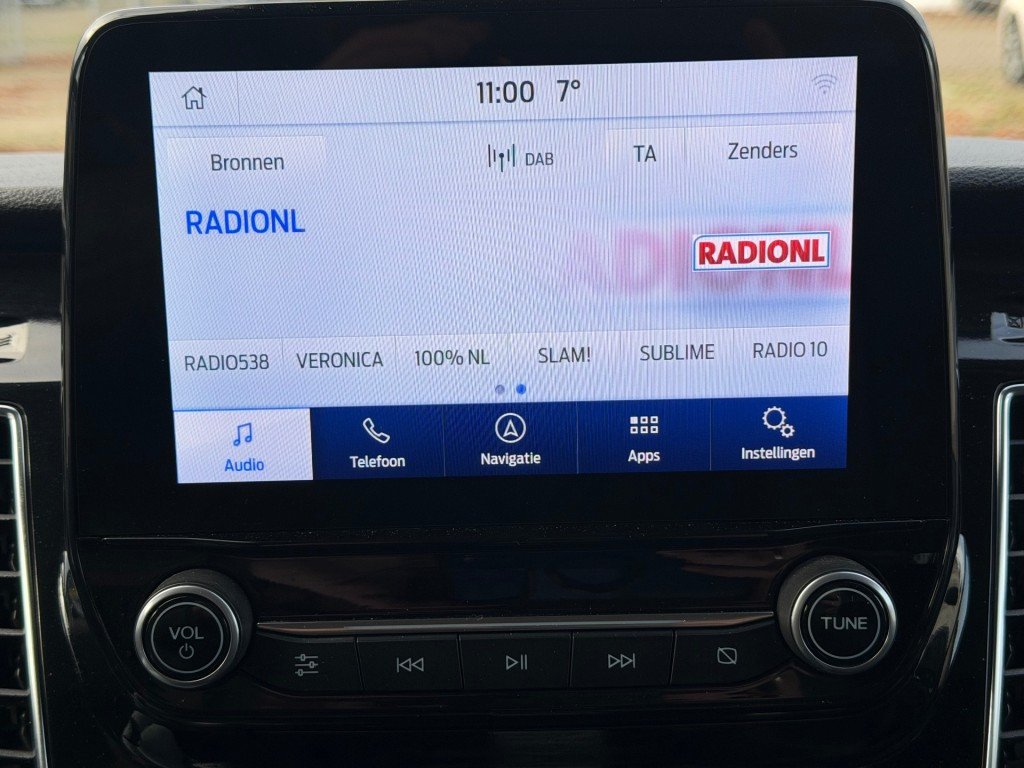 11:00 7°
Bronnen DAB TA Zenders
RADIONL
RADIONL
RADIO538 VERONICA 100% NL SLAM! SUBLIME RADIO 10
Audio Telefoon Navigatie Apps Instellingen
VOL TUNE